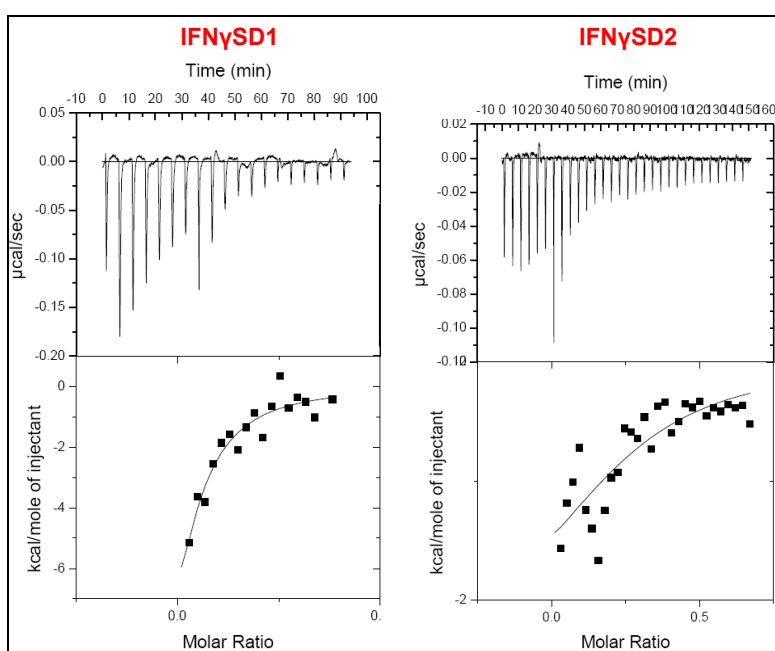 IFNγSD1
Time (min)
-10 0 10 20 30 40 50 60 70 80 90 100
0.05
0.00
-0.05
-0.10
-0.15
-0.20
µcal/sec
0
-2
-4
-6
kcal/mole of injectant
0.0 0.
Molar Ratio
IFNγSD2
Time (min)
-10 0 10 20 30 40 50 60 70 80 90 100 110 120 130 140 150 160
0.02
0.00
-0.02
-0.04
-0.06
-0.08
-0.10
µcal/sec
-2
kcal/mole of injectant
0.0 0.5
Molar Ratio